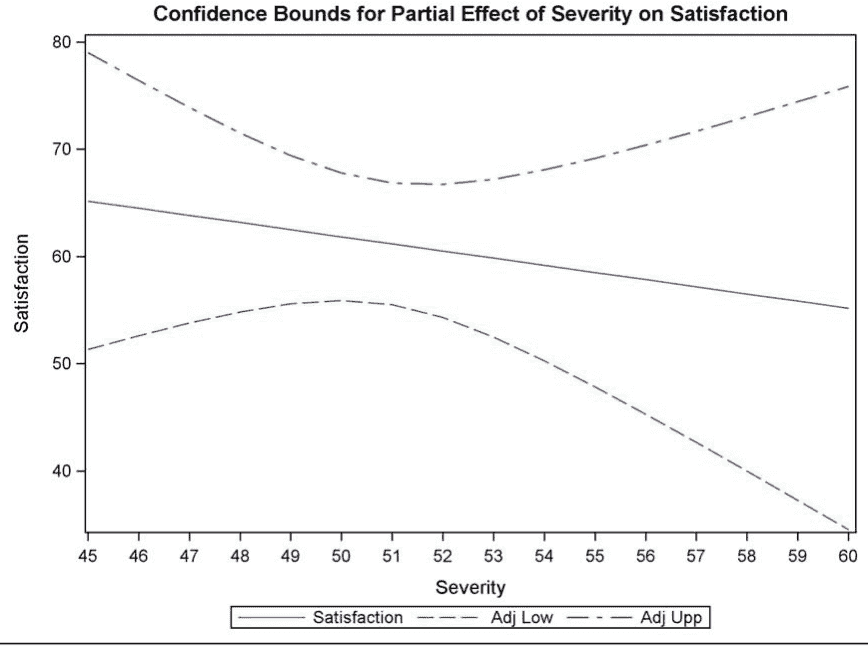 Confidence Bounds for Partial Effect of Severity on Satisfaction
80
70
60
50
40
Satisfaction
45 46 47 48 49 50 51 52 53 54 55 56 57 58 59 60
Severity
Satisfaction Adj Low Adj Upp